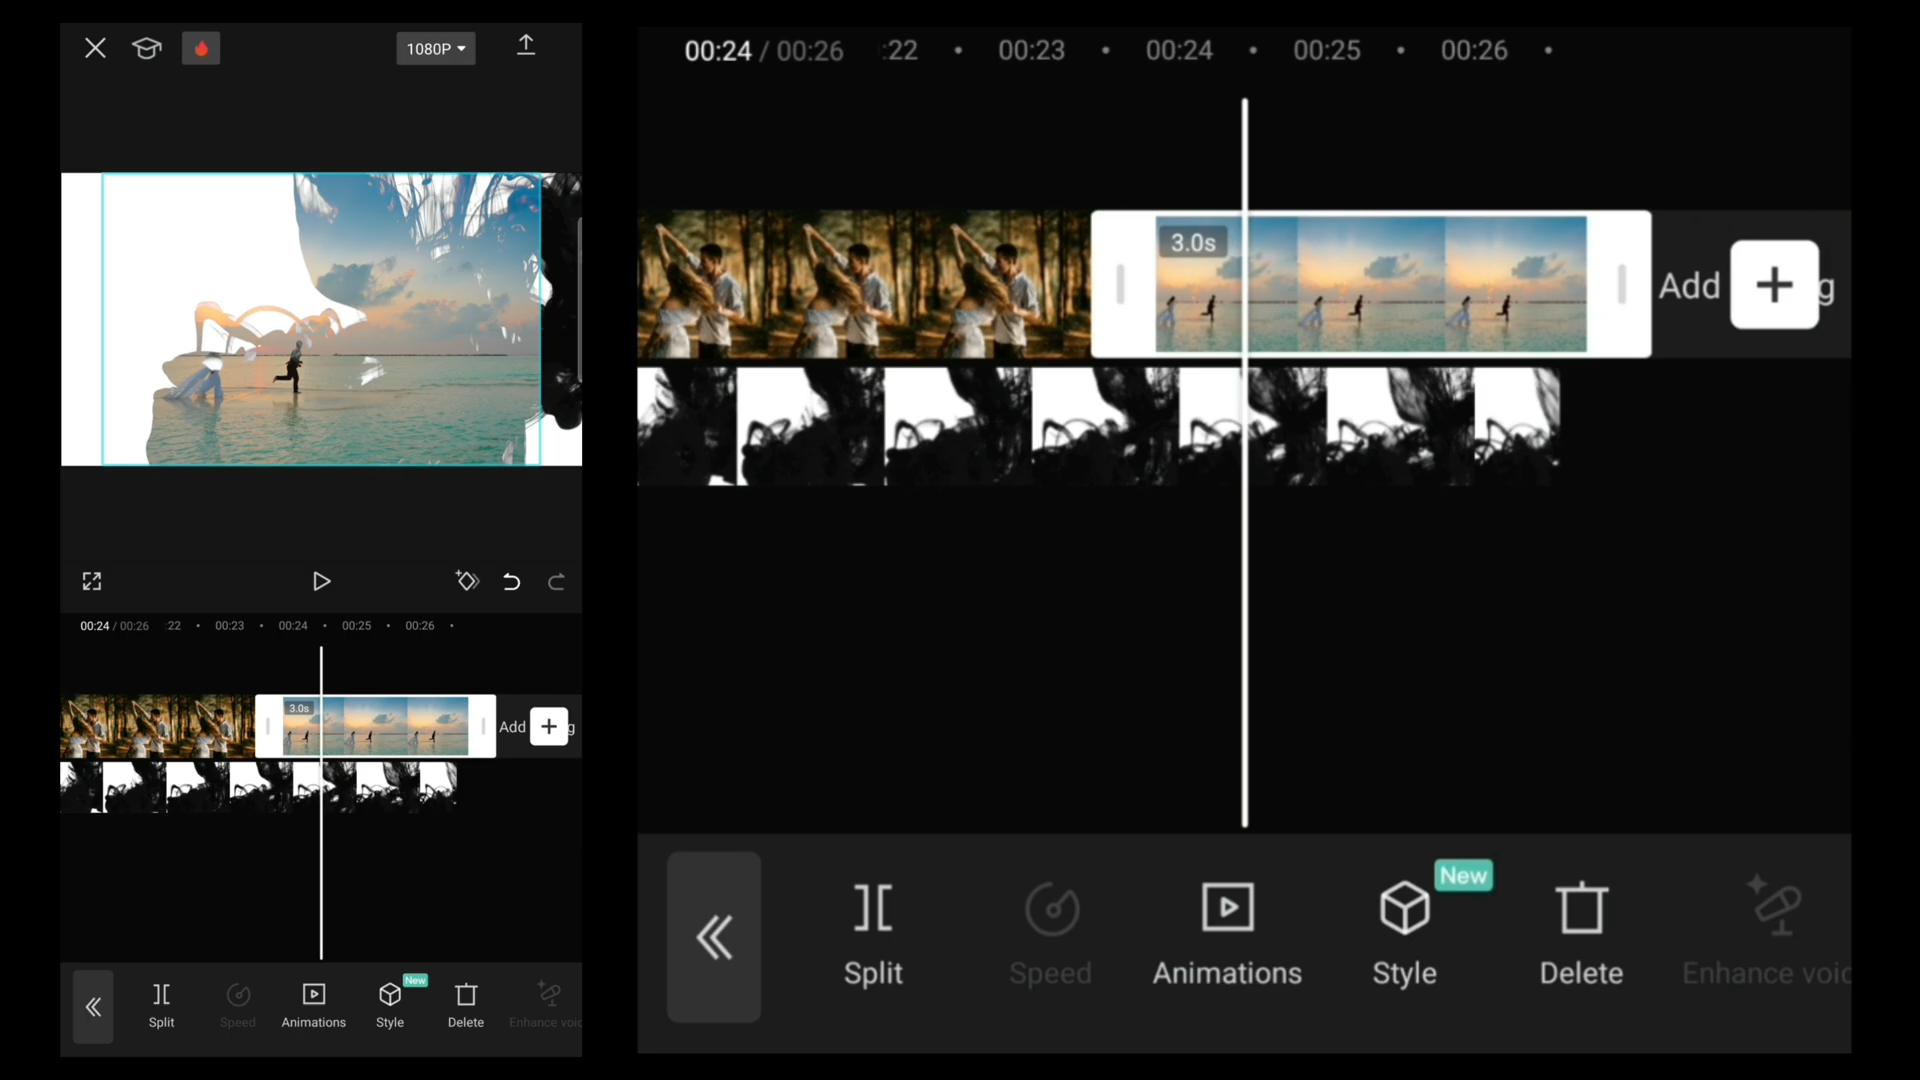 1080P
00:24 / 00:26 :22 00:23 00:24 00:25 00:26
3.0s
Add g
New
Split Speed Animations Style Delete Enhance voic
00:24 / 00:26 :22 00:23 00:24 00:25 00:26
3.0s
Add g
New
Split Speed Animations Style Delete Enhance voic